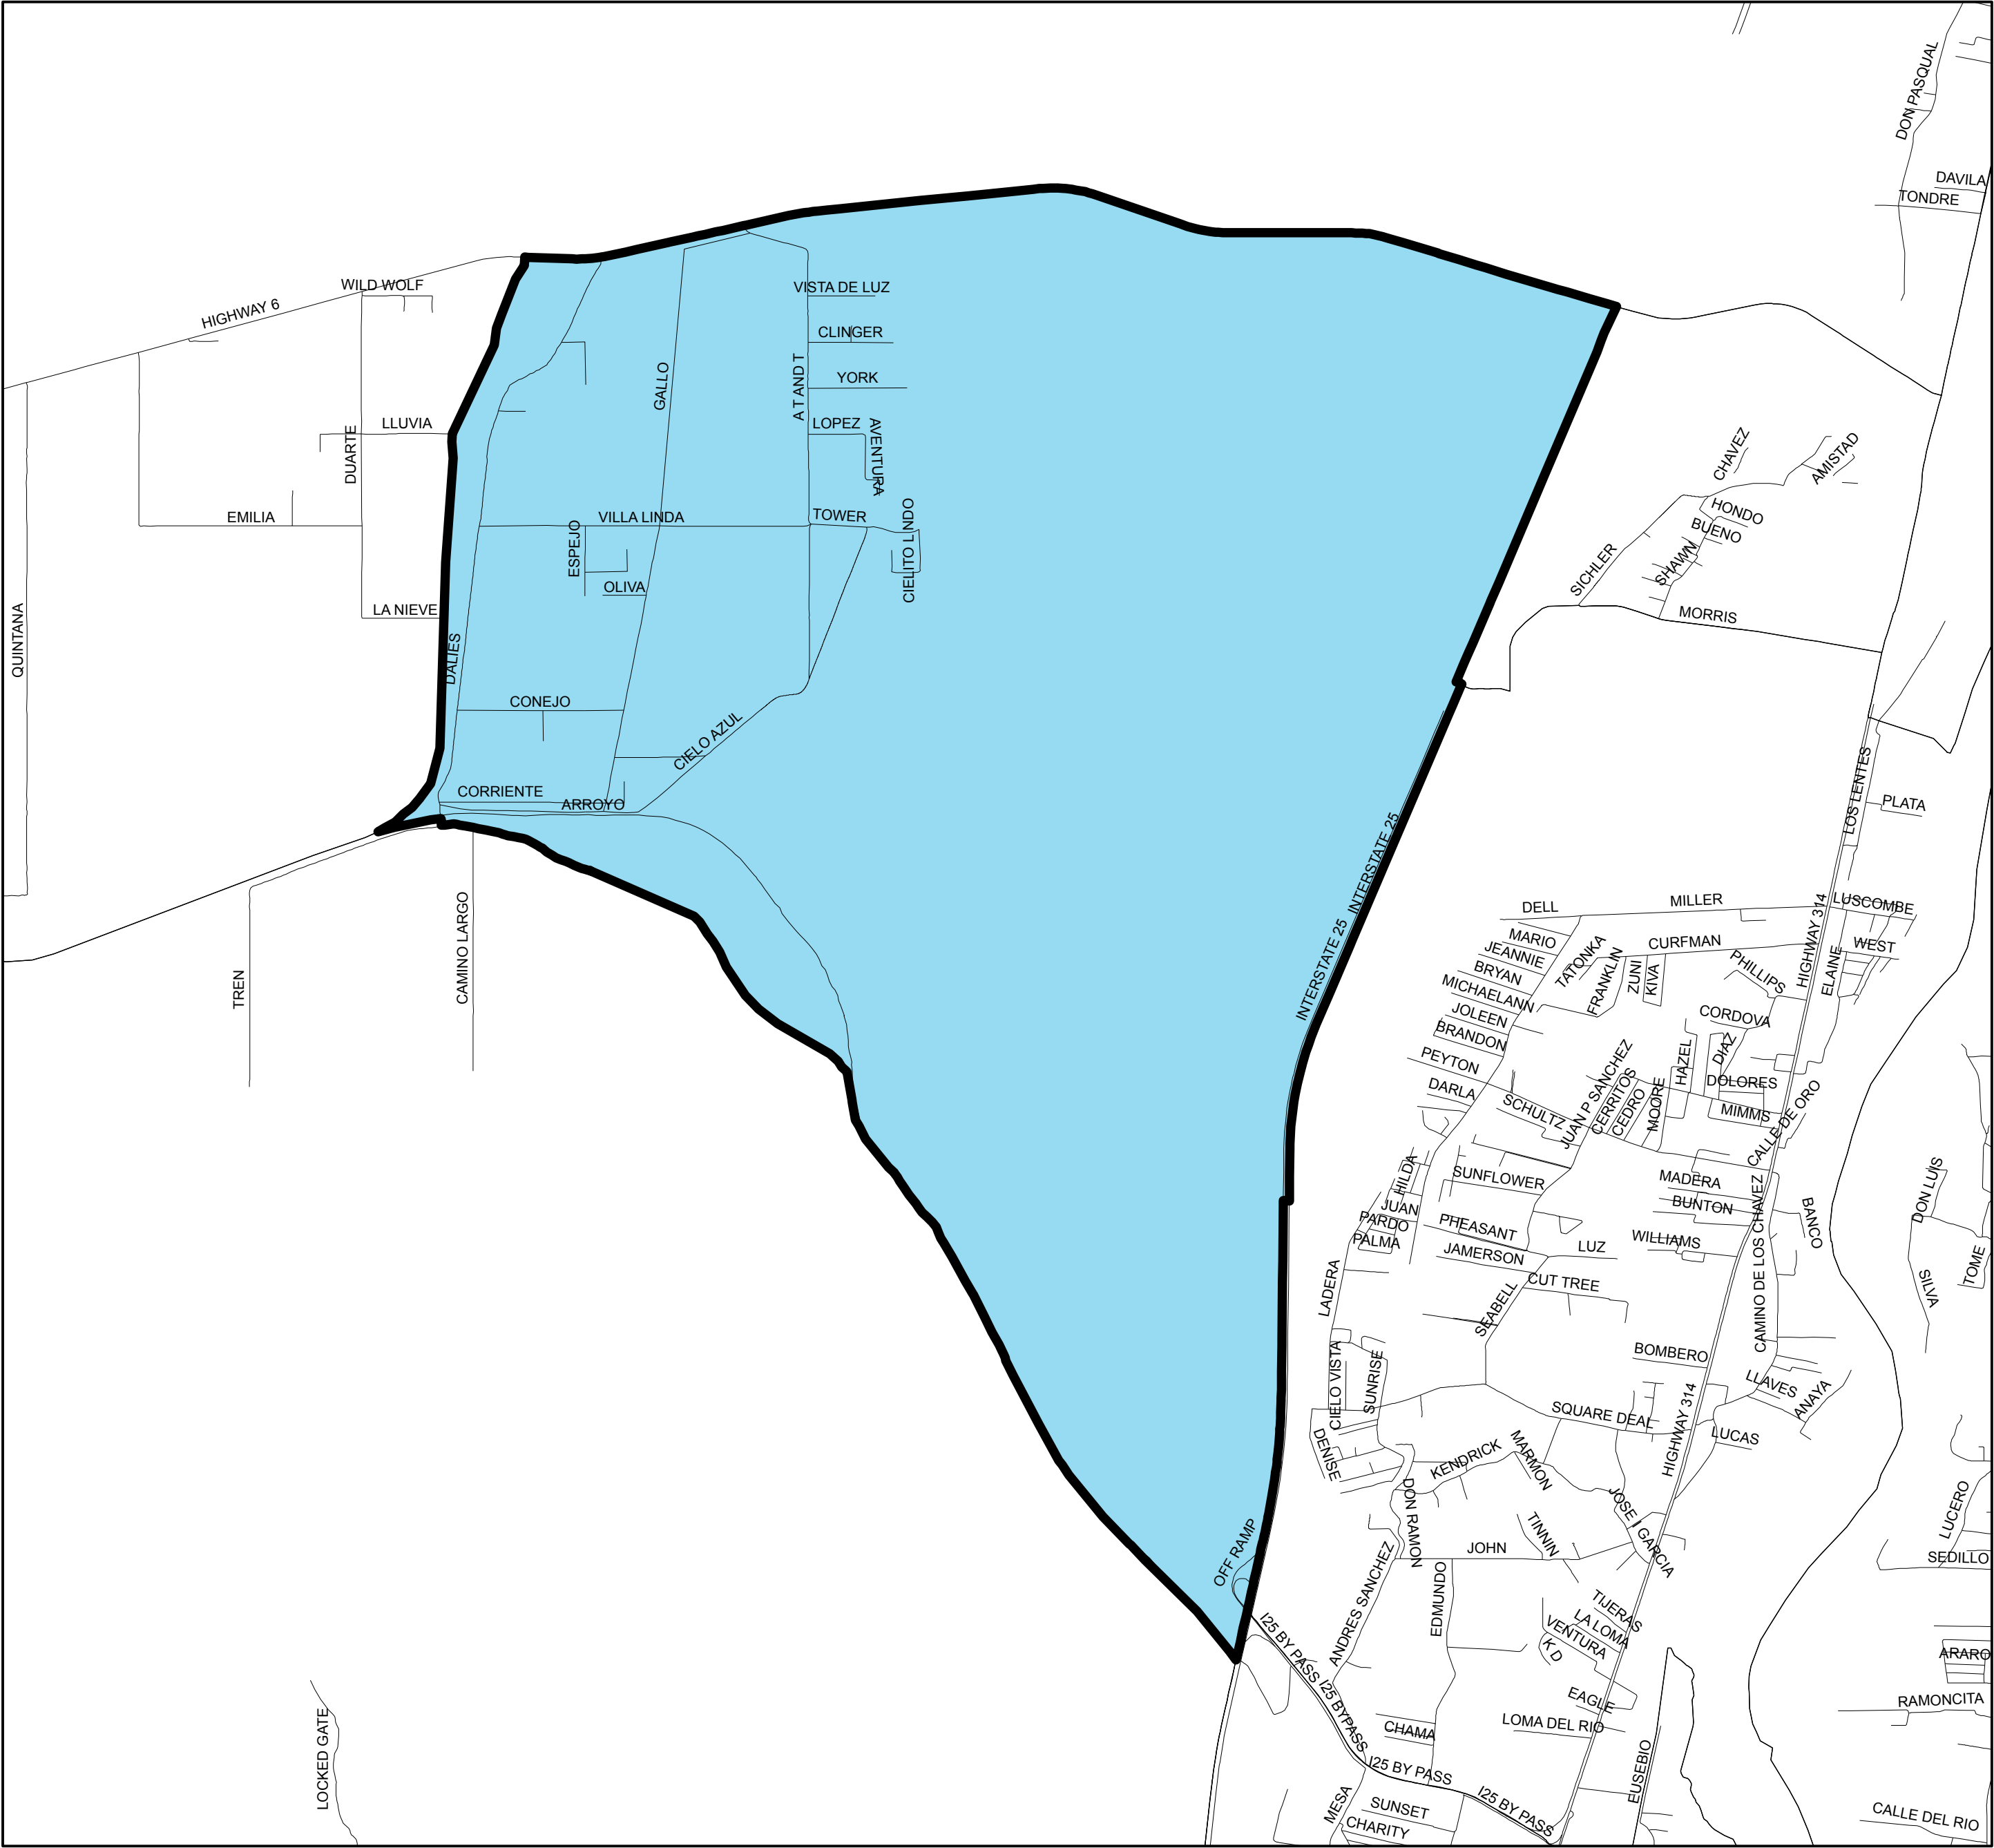 DON PASQUAL
DAVILA
TONDRE
WILD WOLF
HIGHWAY 6
VISTA DE LUZ
CLINGER
GALLO
A T AND T
YORK
LLUVIA
LOPEZ
DUARTE
AVENTURA
CHAVEZ
AMISTAD
EMILIA
VILLA LINDA
TOWER
HONDO
BUENO
ESPEJO
CIELITO LINDO
SHAWN
SICHLER
OLIVA
LA NIEVE
MORRIS
QUINTANA
DALIES
CONEJO
CIELO AZUL
CORRIENTE
ARROYO
LOS LENTES
PLATA
INTERSTATE 25
INTERSTATE 25
TREN
CAMINO LARGO
DELL
MILLER
LUSCOMBE
HIGHWAY 314
MARIO
CURFMAN
WEST
JEANNIE
TATONKA
BRYAN
FRANKLIN
ZUNI
KIVA
PHILLIPS
ELAINE
MICHAELANN
JOLEEN
CORDOVA
BRANDON
PEYTON
JUAN P SANCHEZ
HAZEL
DIAZ
DARLA
CERRITOS
CEDRO
MOORE
DOLORES
SCHULTZ
MIMMS
CALLE DE ORO
HILDA
SUNFLOWER
MADERA
DON LUIS
JUAN
BUNTON
PARDO
PHEASANT
BANCO
PALMA
JAMERSON
LUZ
WILLIAMS
CAMINO DE LOS CHAVEZ
TOME
LADERA
CUT TREE
SILVA
SEABELL
CIELO VISTA
SUNRISE
BOMBERO
LLAVES
ANAYA
SQUARE DEAL
HIGHWAY 314
LUCAS
DENISE
KENDRICK
MARMON
DON RAMON
JOSE J GARCIA
LUCERO
OFF RAMP
TINNIN
JOHN
SEDILLO
ANDRES SANCHEZ
EDMUNDO
TIJERAS
LA LOMA
VENTURA
K D
I25 BY PASS
ARARO
I25 BYPASS
EAGLE
RAMONCITA
LOMA DEL RIO
CHAMA
LOCKED GATE
I25 BY PASS
EUSEBIO
I25 BY PASS
MESA
SUNSET
CHARITY
CALLE DEL RIO